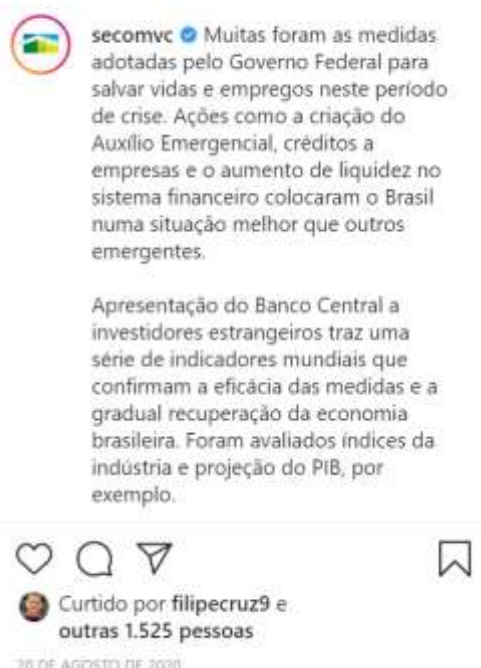 secomvc Muitas foram as medidas
adotadas pelo Governo Federal para
salvar vidas e empregos neste período
de crise. Ações como a criação do
Auxílio Emergencial, créditos a
empresas e o aumento de liquidez no
sistema financeiro colocaram o Brasil
numa situação melhor que outros
emergentes.
Apresentação do Banco Central a
investidores estrangeiros traz uma
série de indicadores mundiais que
confirmam a eficácia das medidas e a
gradual recuperação da economia
brasileira. Foram avaliados índices da
indústria e projeção do PIB, por
exemplo.
Curtido por filipecruz9 e
outras 1.525 pessoas
20 DE AGOSTO DE 2020